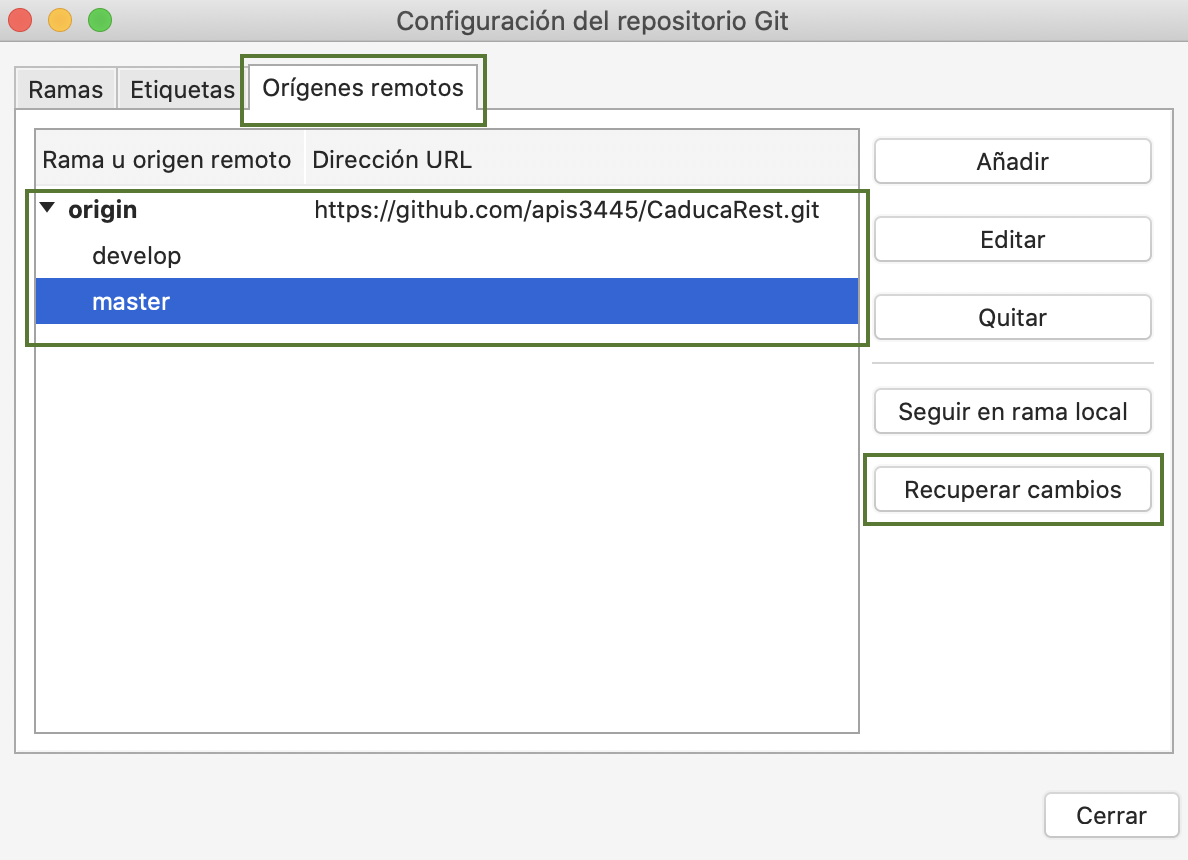 Configuración del repositorio Git
Ramas
Etiquetas
Orígenes remotos
Rama u origen remoto
Dirección URL
origin
https://github.com/apis3445/CaducaRest.git
develop
master
Añadir
Editar
Quitar
Seguir en rama local
Recuperar cambios
Cerrar